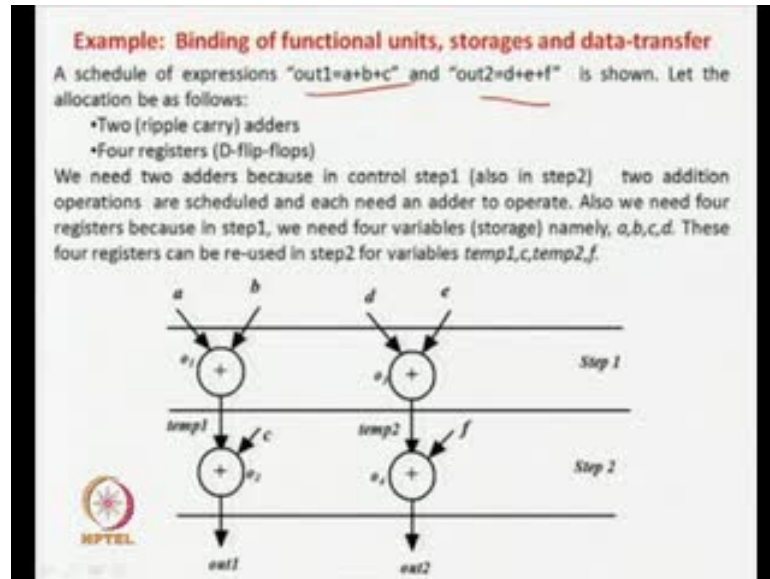 Example: Binding of functional units, storages and data-transfer
A schedule of expressions "out1=a+b+c" and "out2=d+e+f" is shown. Let the
allocation be as follows:
•Two (ripple carry) adders
•Four registers (D-flip-flops)
We need two adders because in control step1 (also in step2) two addition
operations are scheduled and each need an adder to operate. Also we need four
registers because in step1, we need four variables (storage) namely, a,b,c,d. These
four registers can be re-used in step2 for variables temp1,c,temp2,f.
a b d e
o1 + o3 + Step 1
temp1 c temp2 f
+ o2 o4 + Step 2
out1 out2
NPTEL